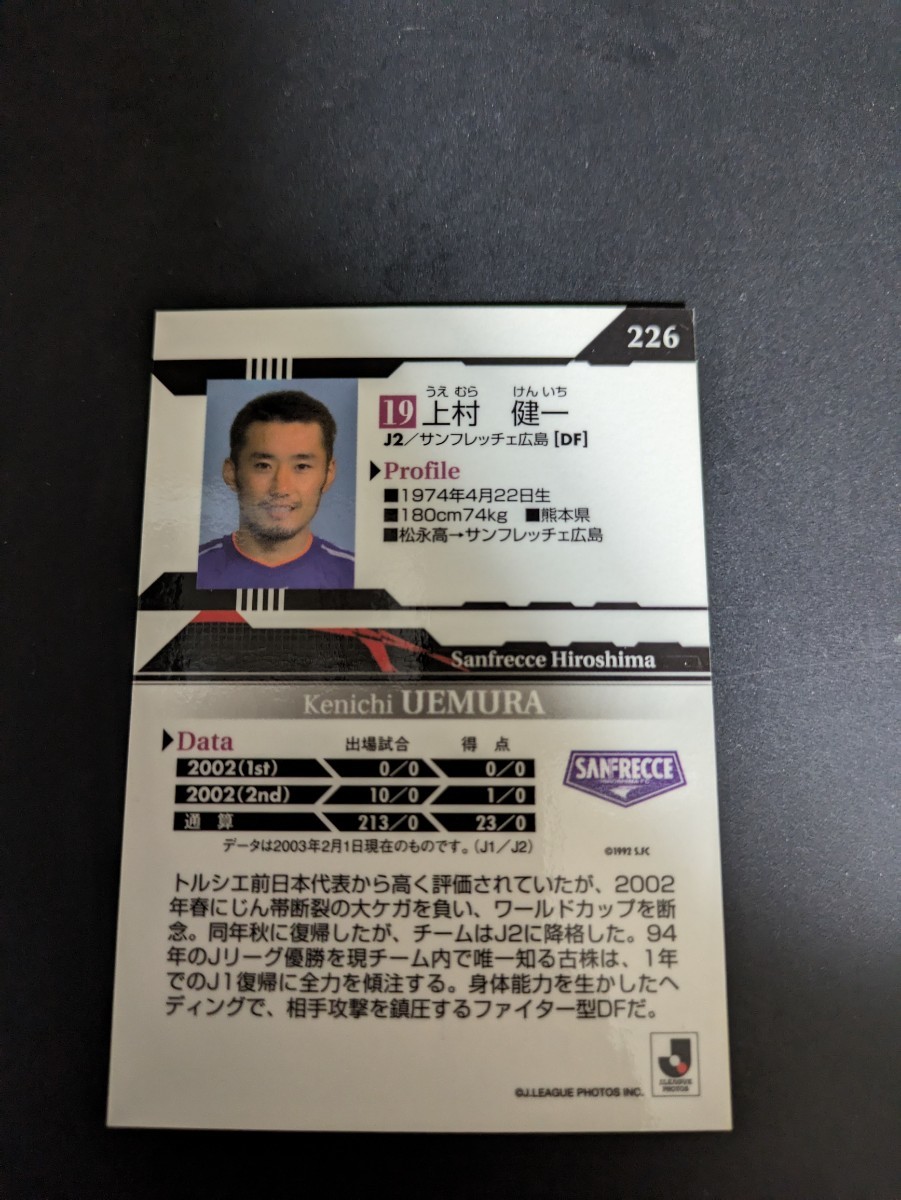 226
うえ むら けん いち
19 上村 健一
J2／サンフレッチェ広島 [DF]
Profile
■1974年4月22日生
■180cm74kg ■熊本県
■松永高→サンフレッチェ広島
Sanfrecce Hiroshima
Kenichi UEMURA
Data 出場試合 得 点
2002(1st) 0／0 0／0
2002(2nd) 10／0 1／0
通 算 213／0 23／0
データは2003年2月1日現在のものです。(J1／J2)
SANFRECCE
©1992 S.FC
トルシエ前日本代表から高く評価されていたが、2002
年春にじん帯断裂の大ケガを負い、ワールドカップを断
念。同年秋に復帰したが、チームはJ2に降格した。94
年のJリーグ優勝を現チーム内で唯一知る古株は、1年
でのJ1復帰に全力を傾注する。身体能力を生かしたヘ
ディングで、相手攻撃を鎮圧するファイター型DFだ。
©J.LEAGUE PHOTOS INC.
J.LEAGUE
PHOTOS